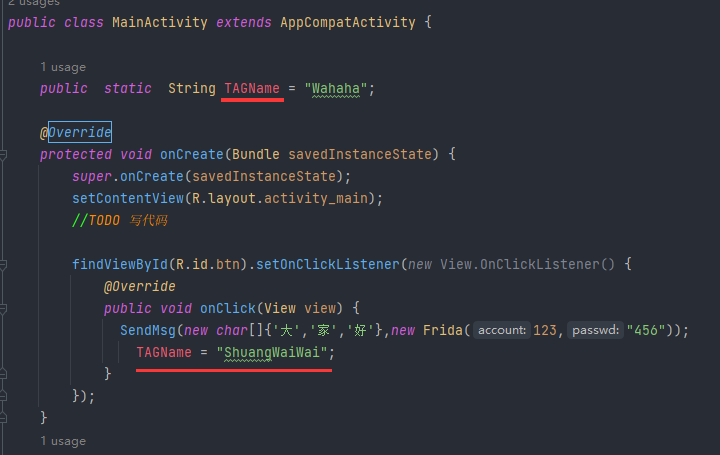 2 usages
public class MainActivity extends AppCompatActivity {
1 usage
public static String TAGName = "Wahaha";
@Override
protected void onCreate(Bundle savedInstanceState) {
super.onCreate(savedInstanceState);
setContentView(R.layout.activity_main);
//TODO 写代码
findViewById(R.id.btn).setOnClickListener(new View.OnClickListener() {
@Override
public void onClick(View view) {
SendMsg(new char[]{'大','家','好'},new Frida( account: 123, passwd: "456"));
TAGName = "ShuangWaiWai";
}
});
}
1 usage